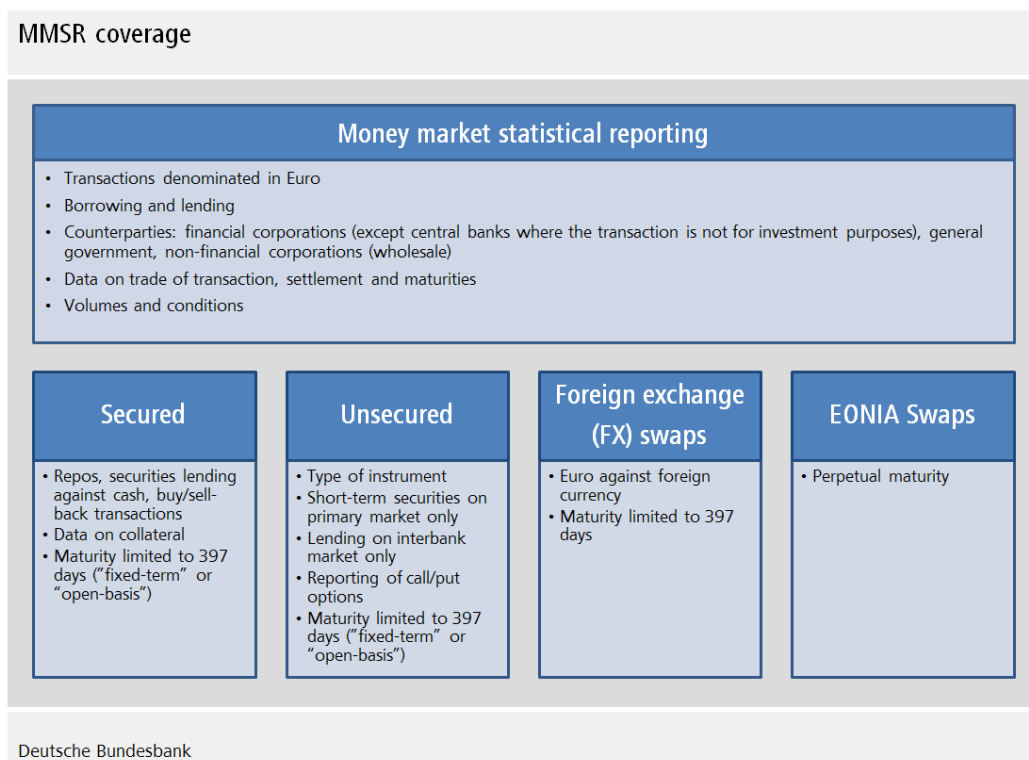 MMSR coverage
Money market statistical reporting
• Transactions denominated in Euro
• Borrowing and lending
• Counterparties: financial corporations (except central banks where the transaction is not for investment purposes), general
government, non-financial corporations (wholesale)
• Data on trade of transaction, settlement and maturities
• Volumes and conditions
Secured
• Repos, securities lending
against cash, buy/sell-
back transactions
• Data on collateral
• Maturity limited to 397
days (”fixed-term” or
“open-basis”)
Unsecured
• Type of instrument
• Short-term securities on
primary market only
• Lending on interbank
market only
• Reporting of call/put
options
• Maturity limited to 397
days (”fixed-term” or
“open-basis”)
Foreign exchange
(FX) swaps
• Euro against foreign
currency
• Maturity limited to 397
days
EONIA Swaps
• Perpetual maturity
Deutsche Bundesbank